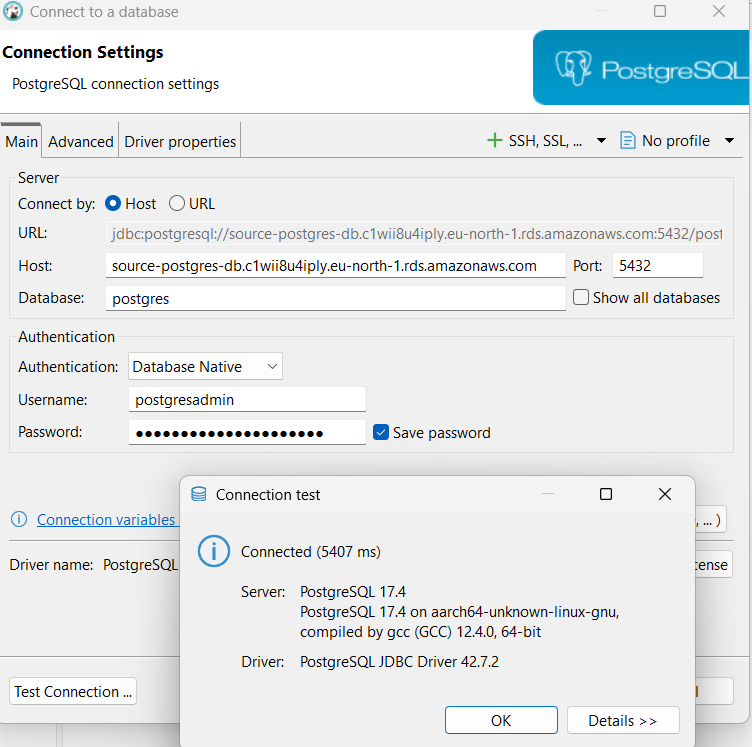 Connect to a database
Connection Settings
PostgreSQL connection settings
PostgreSQL
Main Advanced Driver properties
SSH, SSL, ... No profile
Server
Connect by: Host URL
URL: jdbc:postgresql://source-postgres-db.c1wii8u4iply.eu-north-1.rds.amazonaws.com:5432/post
Host: source-postgres-db.c1wii8u4iply.eu-north-1.rds.amazonaws.com Port: 5432
Database: postgres Show all databases
Authentication
Authentication: Database Native
Username: postgresadmin
Password: ●●●●●●●●●●●●●●●●●●●●● Save password
Connection test
Connection variables , ... )
Connected (5407 ms)
Driver name: PostgreSQL cense
Server: PostgreSQL 17.4
PostgreSQL 17.4 on aarch64-unknown-linux-gnu,
compiled by gcc (GCC) 12.4.0, 64-bit
Driver: PostgreSQL JDBC Driver 42.7.2
Test Connection ...
OK Details >>